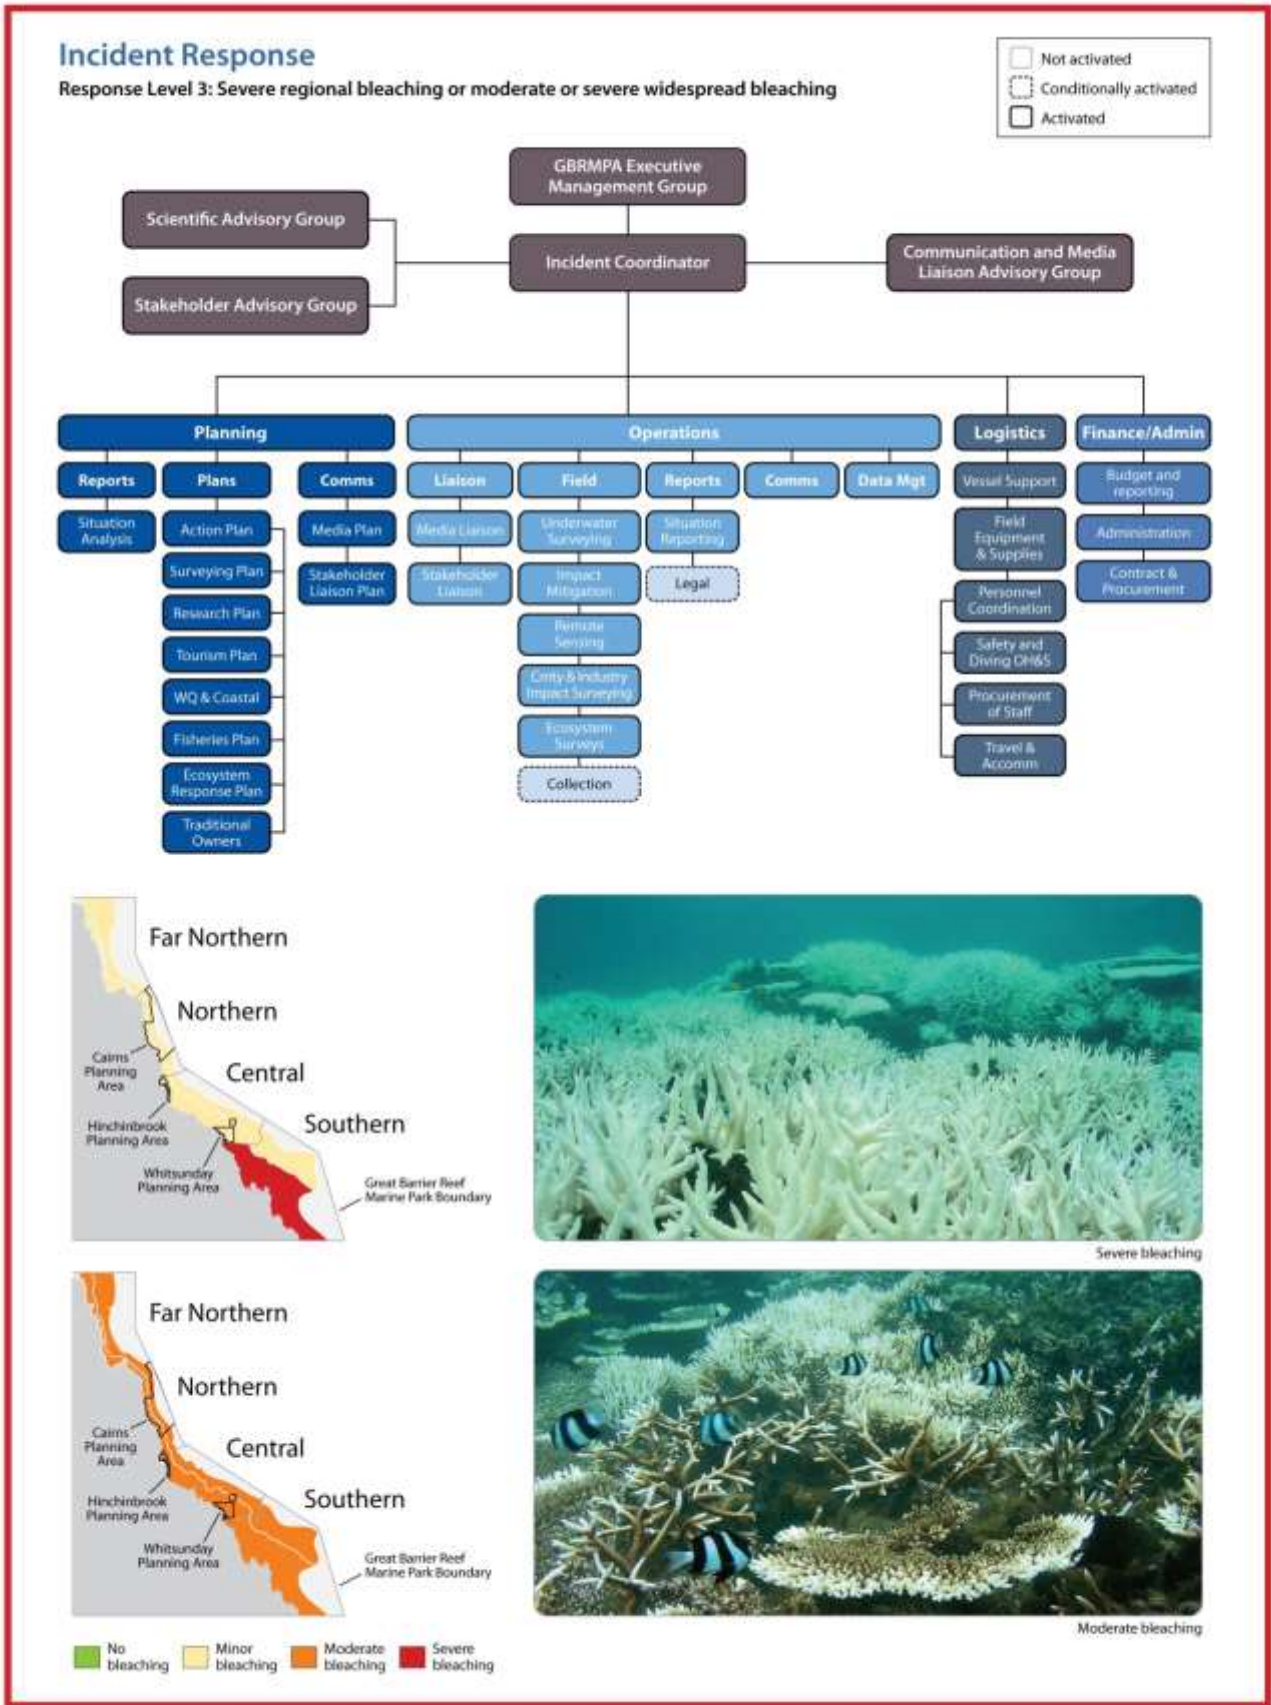 Incident Response
Response Level 3: Severe regional bleaching or moderate or severe widespread bleaching
Not activated
Conditionally activated
Activated
GBRMPA Executive
Management Group
Scientific Advisory Group
Incident Coordinator
Communication and Media
Liaison Advisory Group
Stakeholder Advisory Group
Planning
Operations
Logistics
Finance/Admin
Reports
Plans
Comms
Liaison
Field
Reports
Comms
Data Mgt
Vessel Support
Budget and
reporting
Situation
Analysis
Action Plan
Surveying Plan
Research Plan
Tourism Plan
WQ & Coastal
Fisheries Plan
Ecosystem
Response Plan
Traditional
Owners
Media Plan
Stakeholder
Liaison Plan
Media Liaison
Stakeholder
Liaison
Underwater
Surveying
Impact
Mitigation
Remote
Sensing
Cmty & Industry
Impact Surveying
Ecosystem
Surveys
Collection
Situation
Reporting
Legal
Field
Equipment
& Supplies
Personnel
Coordination
Safety and
Diving OH&S
Procurement
of Staff
Travel &
Accomm
Administration
Contract &
Procurement
Far Northern
Northern
Cairns
Planning
Area
Central
Hinchinbrook
Planning Area
Southern
Whitsunday
Planning Area
Great Barrier Reef
Marine Park Boundary
Severe bleaching
Far Northern
Northern
Cairns
Planning
Area
Central
Hinchinbrook
Planning Area
Southern
Whitsunday
Planning Area
Great Barrier Reef
Marine Park Boundary
Moderate bleaching
No
bleaching
Minor
bleaching
Moderate
bleaching
Severe
bleaching